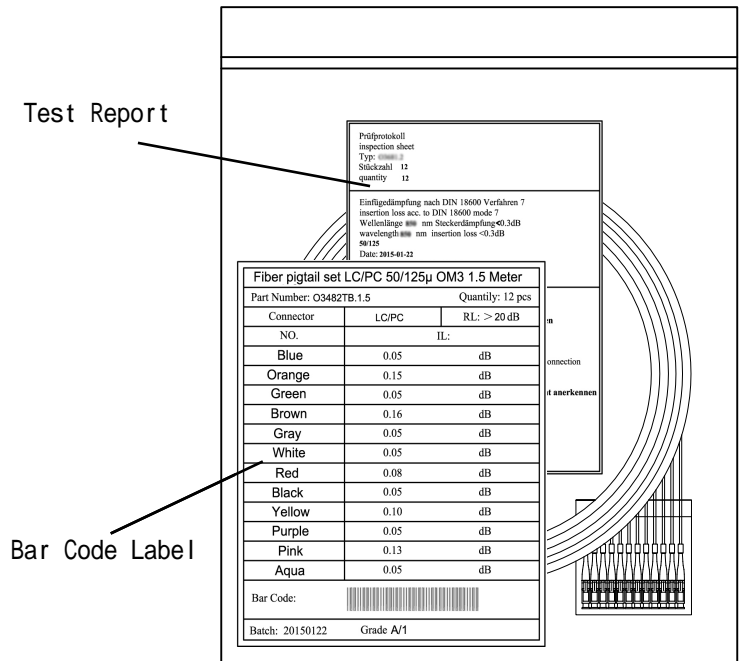 Test Report
Prüfprotokoll
inspection sheet
Typ:
Stückzahl 12
quantity 12
Einfügedämpfung nach DIN 18600 Verfahren 7
insertion loss acc. to DIN 18600 mode 7
Wellenlänge nm Steckerdämpfung<0.3dB
wavelength nm insertion loss <0.3dB
50/125
Date: 2015-01-22
en
onnection
it anerkennen
Fiber pigtail set LC/PC 50/125µ OM3 1.5 Meter
Part Number: O3482TB.1.5 Quantily: 12 pcs
Connector LC/PC RL: >20dB
NO. IL:
Blue 0.05 dB
Orange 0.15 dB
Green 0.05 dB
Brown 0.16 dB
Gray 0.05 dB
White 0.05 dB
Red 0.08 dB
Black 0.05 dB
Yellow 0.10 dB
Purple 0.05 dB
Pink 0.13 dB
Aqua 0.05 dB
Bar Code:
Batch: 20150122 Grade A/1
Bar Code Label